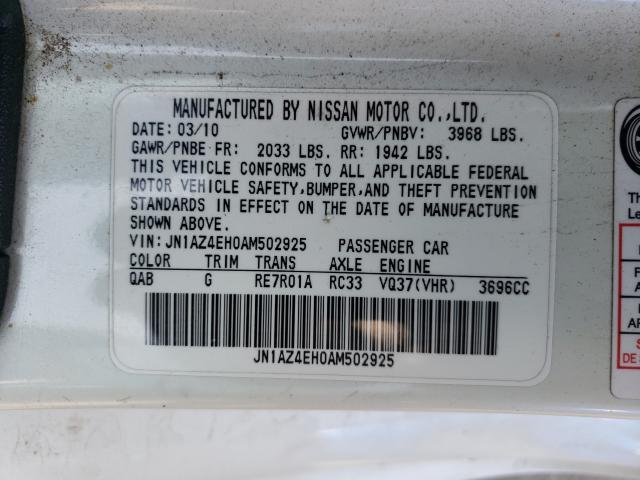 MANUFACTURED BY NISSAN MOTOR CO.,LTD.
DATE: 03/10 GVWR/PNBV: 3968 LBS.
GAWR/PNBE FR: 2033 LBS. RR: 1942 LBS.
THIS VEHICLE CONFORMS TO ALL APPLICABLE FEDERAL
MOTOR VEHICLE SAFETY,BUMPER,AND THEFT PREVENTION
STANDARDS IN EFFECT ON THE DATE OF MANUFACTURE
SHOWN ABOVE.
VIN: JN1AZ4EH0AM502925 PASSENGER CAR
COLOR TRIM TRANS AXLE ENGINE
QAB G RE7R01A RC33 VQ37(VHR) 3696CC
JN1AZ4EH0AM502925